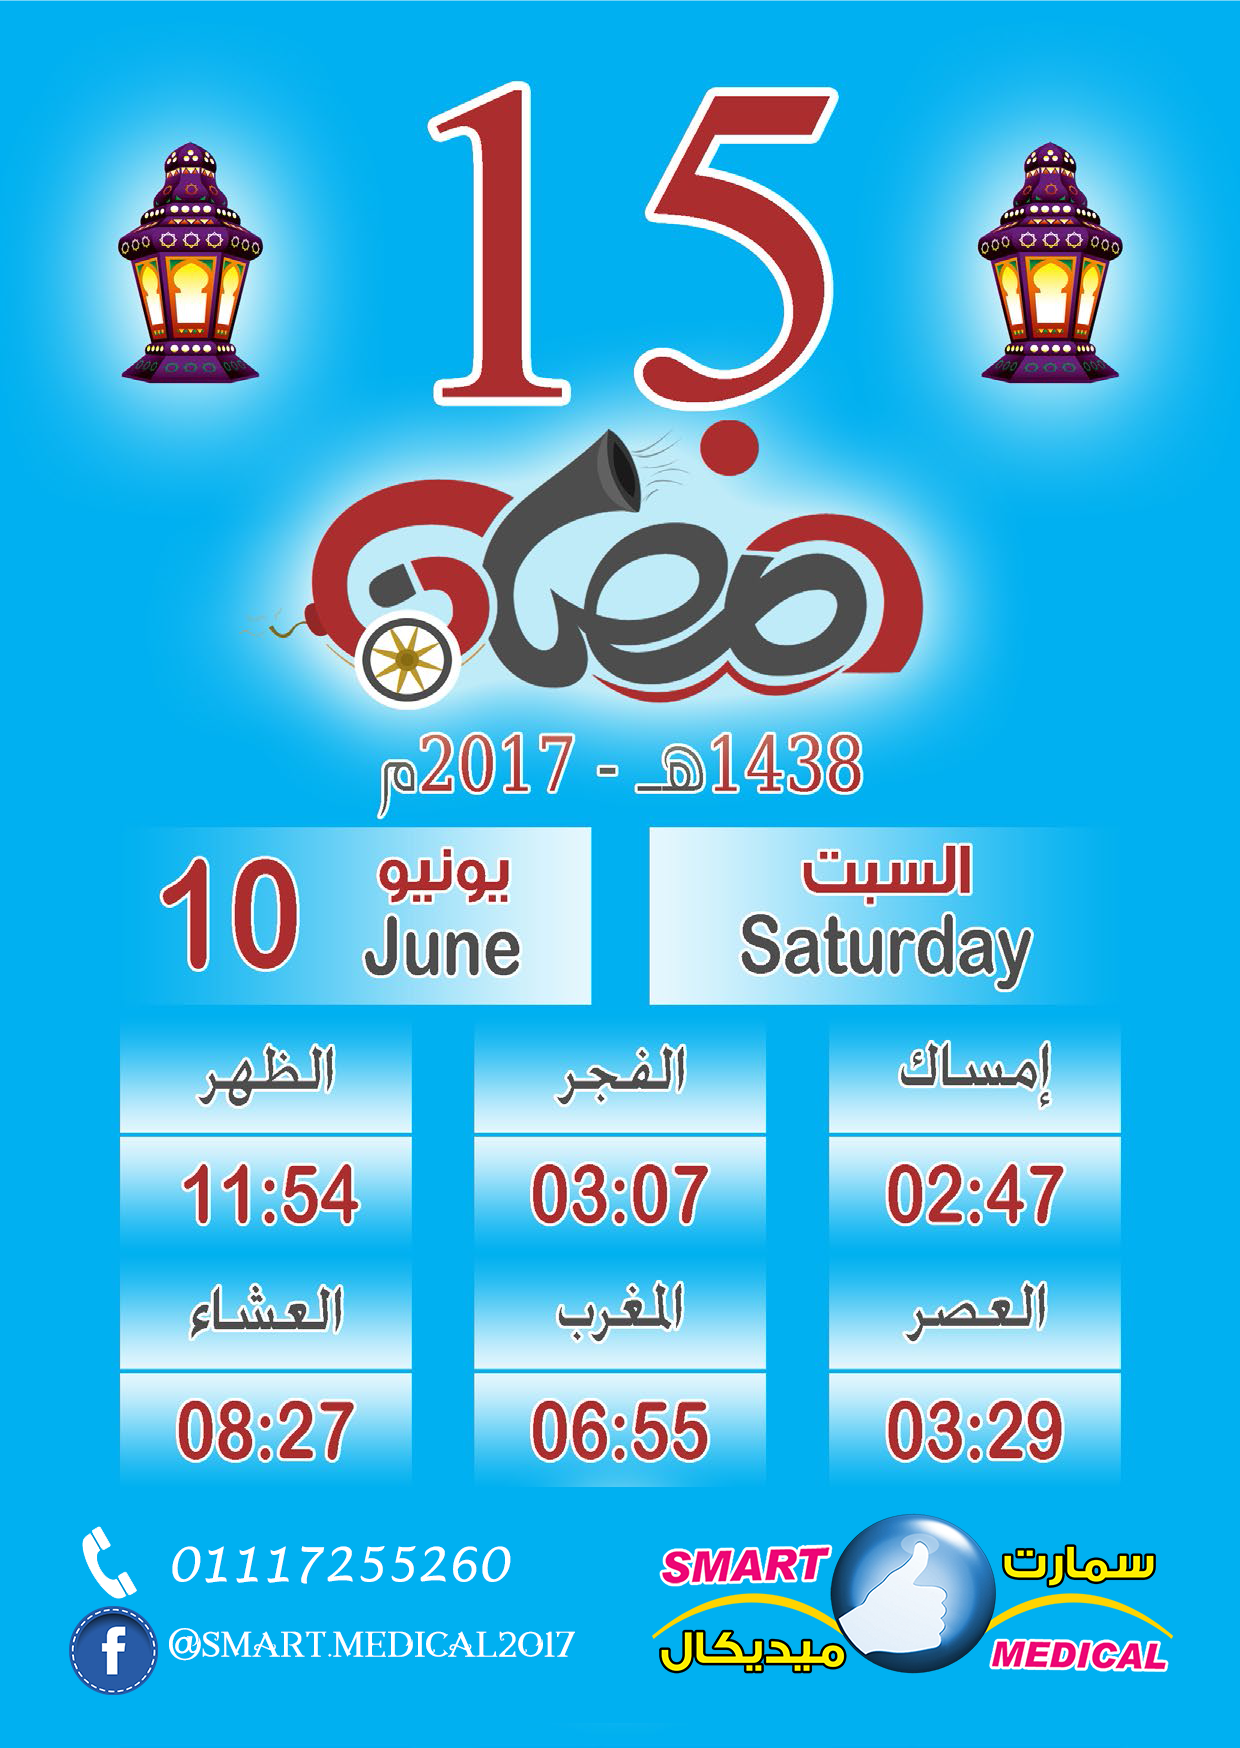 15
رمضان
1438هـ - 2017م
السبت
Saturday
يونيو
June
10
إمساك
الفجر
الظهر
02:47
03:07
11:54
العصر
المغرب
العشاء
03:29
06:55
08:27
01117255260
@SMART.MEDICAL2017
SMART
سمارت
ميديكال
MEDICAL